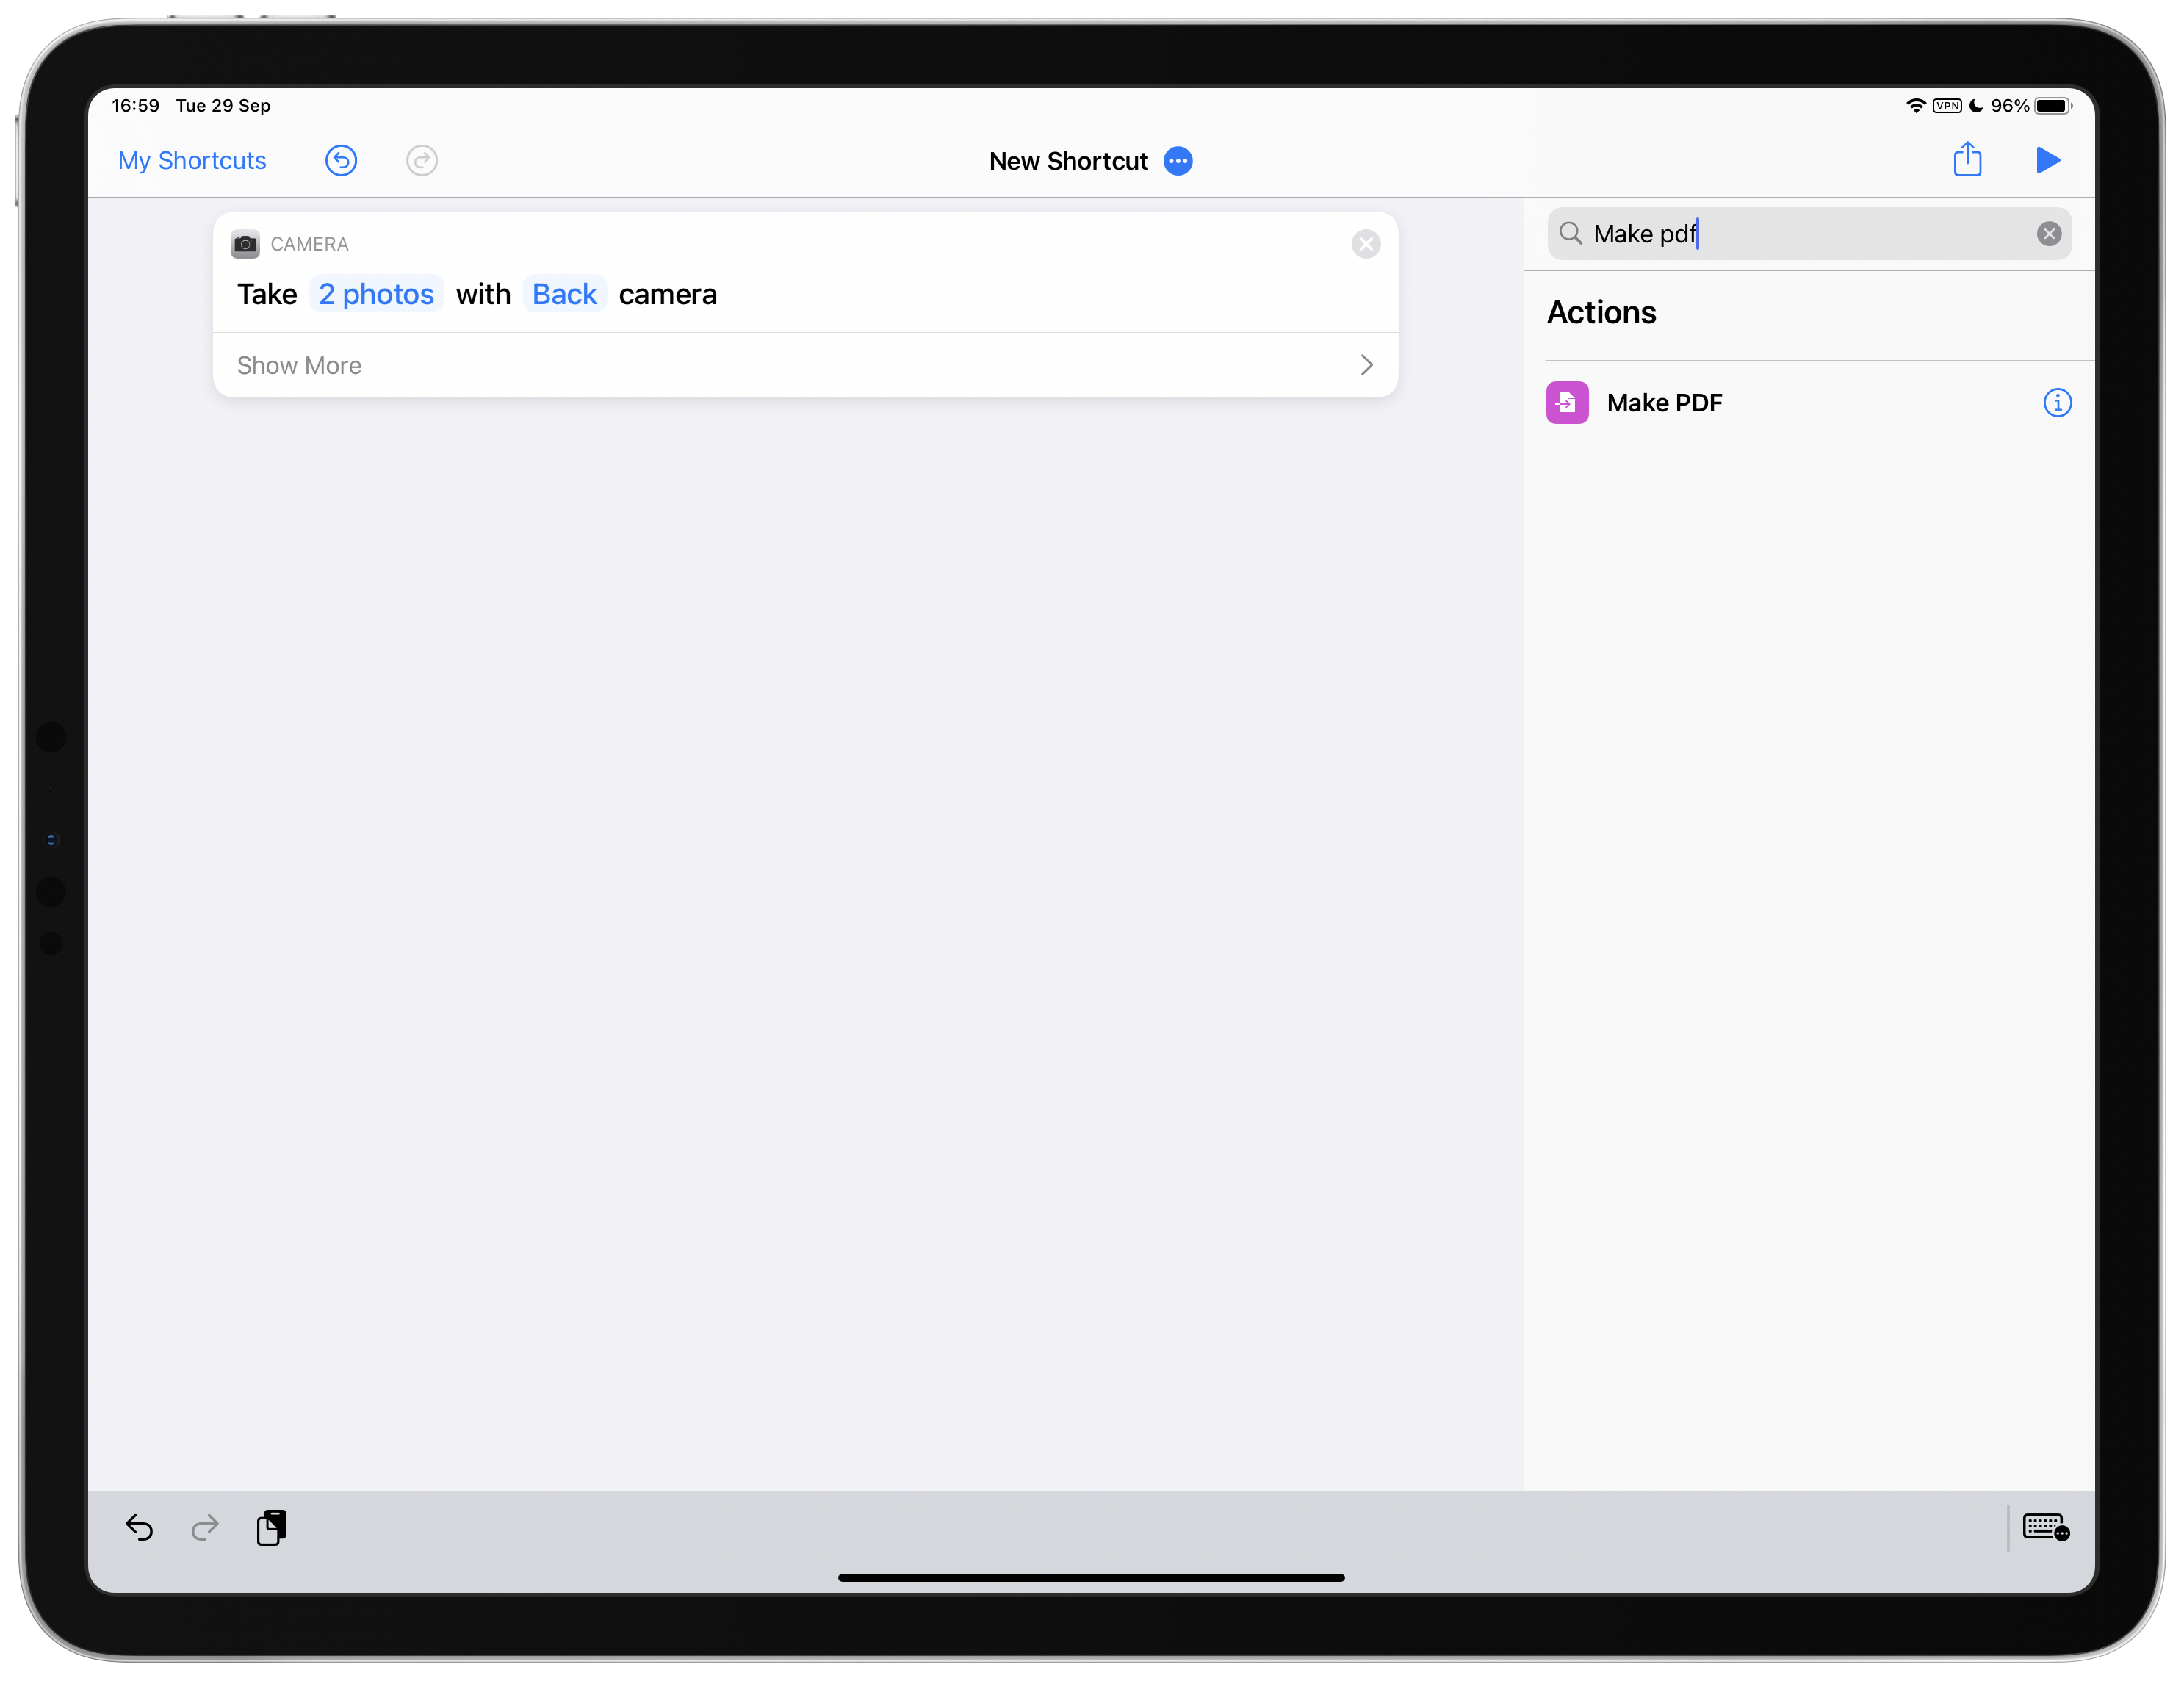 16:59 Tue 29 Sep
VPN 96%
My Shortcuts
New Shortcut
CAMERA
Take 2 photos with Back camera
Show More
Make pdf
Actions
Make PDF